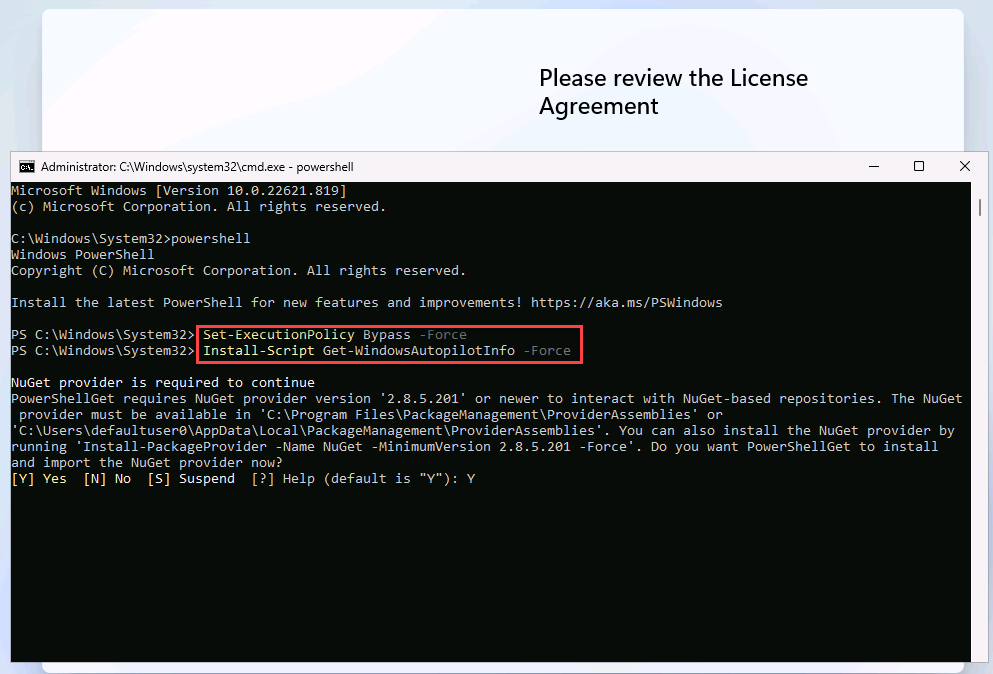 Please review the License
Agreement
Administrator: C:\Windows\system32\cmd.exe - powershell
Microsoft Windows [Version 10.0.22621.819]
(c) Microsoft Corporation. All rights reserved.
C:\Windows\System32>powershell
Windows PowerShell
Copyright (C) Microsoft Corporation. All rights reserved.
Install the latest PowerShell for new features and improvements! https://aka.ms/PSWindows
PS C:\Windows\System32> Set-ExecutionPolicy Bypass -Force
PS C:\Windows\System32> Install-Script Get-WindowsAutopilotInfo -Force
NuGet provider is required to continue
PowerShellGet requires NuGet provider version '2.8.5.201' or newer to interact with NuGet-based repositories. The NuGet
 provider must be available in 'C:\Program Files\PackageManagement\ProviderAssemblies' or
'C:\Users\defaultuser0\AppData\Local\PackageManagement\ProviderAssemblies'. You can also install the NuGet provider by
running 'Install-PackageProvider -Name NuGet -MinimumVersion 2.8.5.201 -Force'. Do you want PowerShellGet to install
and import the NuGet provider now?
[Y] Yes  [N] No  [S] Suspend  [?] Help (default is "Y"): Y